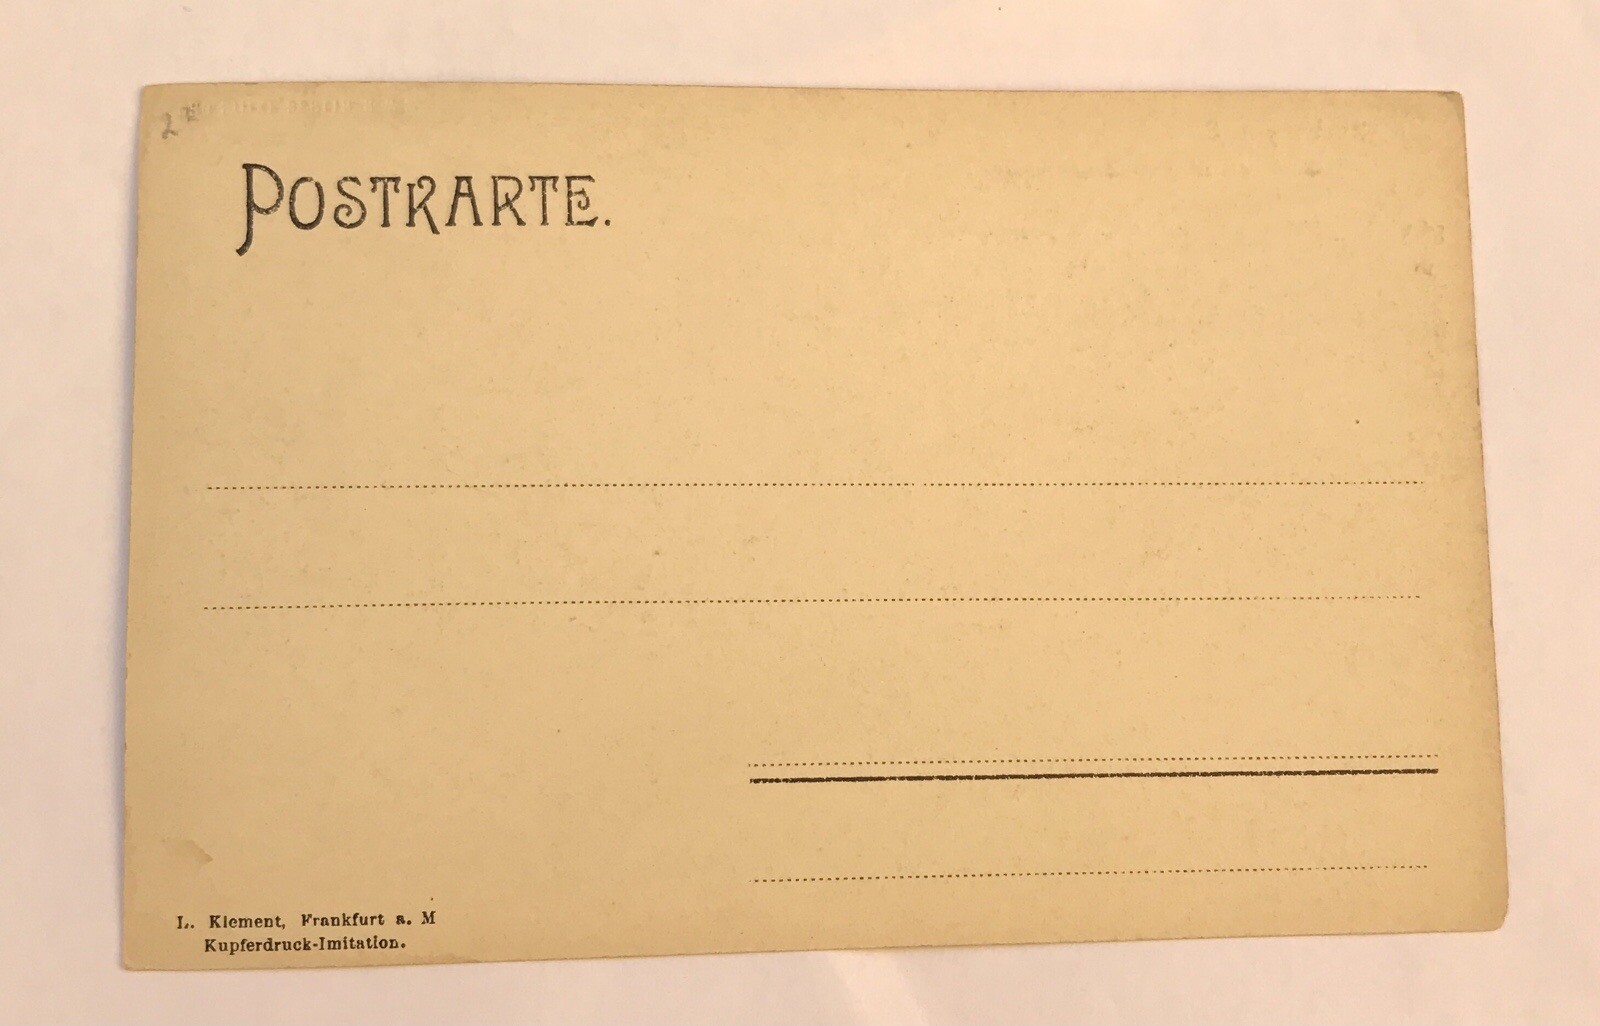 POSTKARTE.
L. Klement, Frankfurt a. M
Kupferdruck-Imitation.